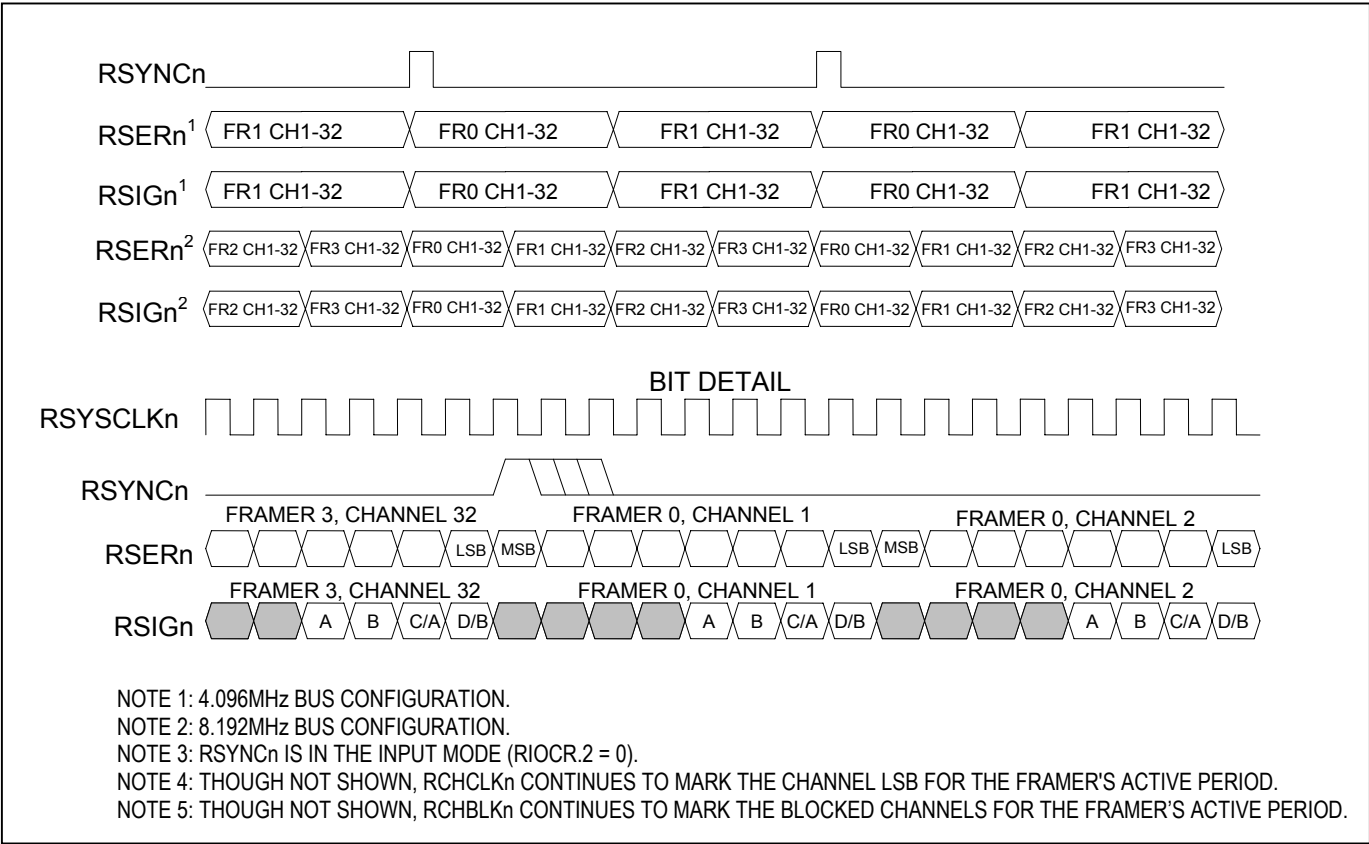 RSYNCn
RSERn1 FR1 CH1-32 FR0 CH1-32 FR1 CH1-32 FR0 CH1-32 FR1 CH1-32
RSIGn1 FR1 CH1-32 FR0 CH1-32 FR1 CH1-32 FR0 CH1-32 FR1 CH1-32
RSERn2 FR2 CH1-32 FR3 CH1-32 FR0 CH1-32 FR1 CH1-32 FR2 CH1-32 FR3 CH1-32 FR0 CH1-32 FR1 CH1-32 FR2 CH1-32 FR3 CH1-32
RSIGn2 FR2 CH1-32 FR3 CH1-32 FR0 CH1-32 FR1 CH1-32 FR2 CH1-32 FR3 CH1-32 FR0 CH1-32 FR1 CH1-32 FR2 CH1-32 FR3 CH1-32
BIT DETAIL
RSYSCLKn
RSYNCn
FRAMER 3, CHANNEL 32 FRAMER 0, CHANNEL 1 FRAMER 0, CHANNEL 2
RSERn LSB MSB LSB MSB LSB
FRAMER 3, CHANNEL 32 FRAMER 0, CHANNEL 1 FRAMER 0, CHANNEL 2
RSIGn A B C/A D/B A B C/A D/B A B C/A D/B
NOTE 1: 4.096MHz BUS CONFIGURATION.
NOTE 2: 8.192MHz BUS CONFIGURATION.
NOTE 3: RSYNCn IS IN THE INPUT MODE (RIOCR.2 = 0).
NOTE 4: THOUGH NOT SHOWN, RCHCLKn CONTINUES TO MARK THE CHANNEL LSB FOR THE FRAMER'S ACTIVE PERIOD.
NOTE 5: THOUGH NOT SHOWN, RCHBLKn CONTINUES TO MARK THE BLOCKED CHANNELS FOR THE FRAMER’S ACTIVE PERIOD.